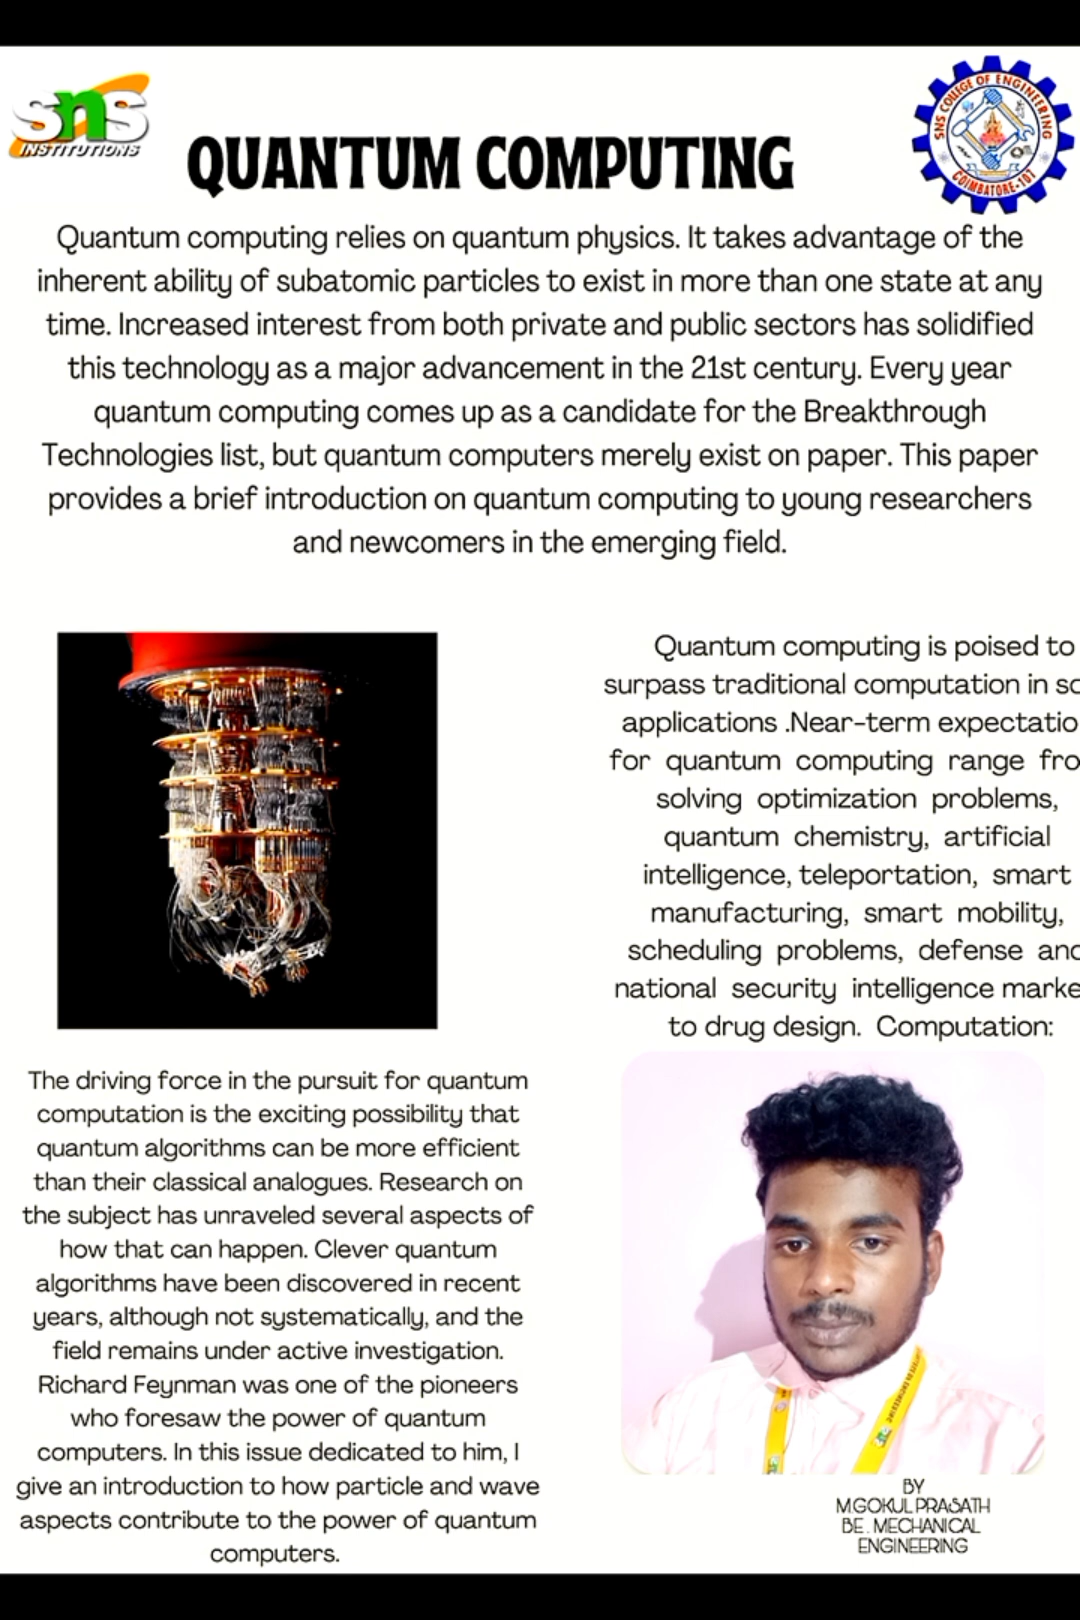 sns
INSTITUTIONS
SNS COLLEGE OF ENGINEERING
COIMBATORE-107
QUANTUM COMPUTING
Quantum computing relies on quantum physics. It takes advantage of the
inherent ability of subatomic particles to exist in more than one state at any
time. Increased interest from both private and public sectors has solidified
this technology as a major advancement in the 21st century. Every year
quantum computing comes up as a candidate for the Breakthrough
Technologies list, but quantum computers merely exist on paper. This paper
provides a brief introduction on quantum computing to young researchers
and newcomers in the emerging field.
Quantum computing is poised to
surpass traditional computation in so
applications .Near-term expectatio
for quantum computing range fro
solving optimization problems,
quantum chemistry, artificial
intelligence, teleportation, smart
manufacturing, smart mobility,
scheduling problems, defense and
national security intelligence marke
to drug design. Computation:
The driving force in the pursuit for quantum
computation is the exciting possibility that
quantum algorithms can be more efficient
than their classical analogues. Research on
the subject has unraveled several aspects of
how that can happen. Clever quantum
algorithms have been discovered in recent
years, although not systematically, and the
field remains under active investigation.
Richard Feynman was one of the pioneers
who foresaw the power of quantum
computers. In this issue dedicated to him, I
give an introduction to how particle and wave
aspects contribute to the power of quantum
computers.
BY
M.GOKUL PRASATH
BE . MECHANICAL
ENGINEERING